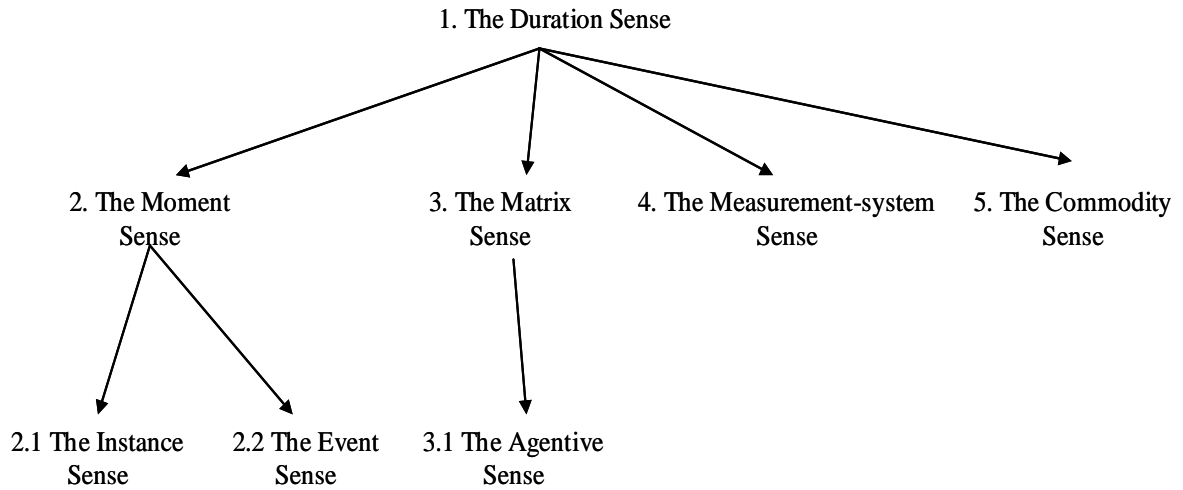 1. The Duration Sense
2. The Moment
Sense
3. The Matrix
Sense
4. The Measurement-system
Sense
5. The Commodity
Sense
2.1 The Instance
Sense
2.2 The Event
Sense
3.1 The Agentive
Sense